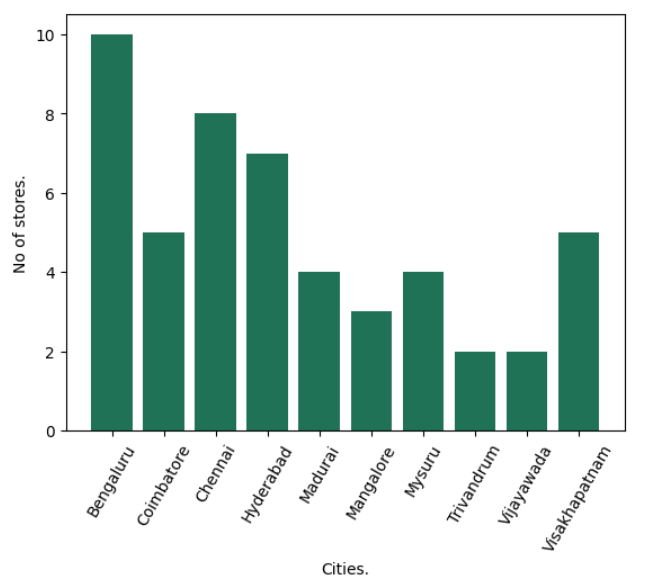 10
8
6
4
2
0
No of stores.
Bengaluru
Coimbatore
Chennai
Hyderabad
Madurai
Mangalore
Mysuru
Trivandrum
Vijayawada
Visakhapatnam
Cities.